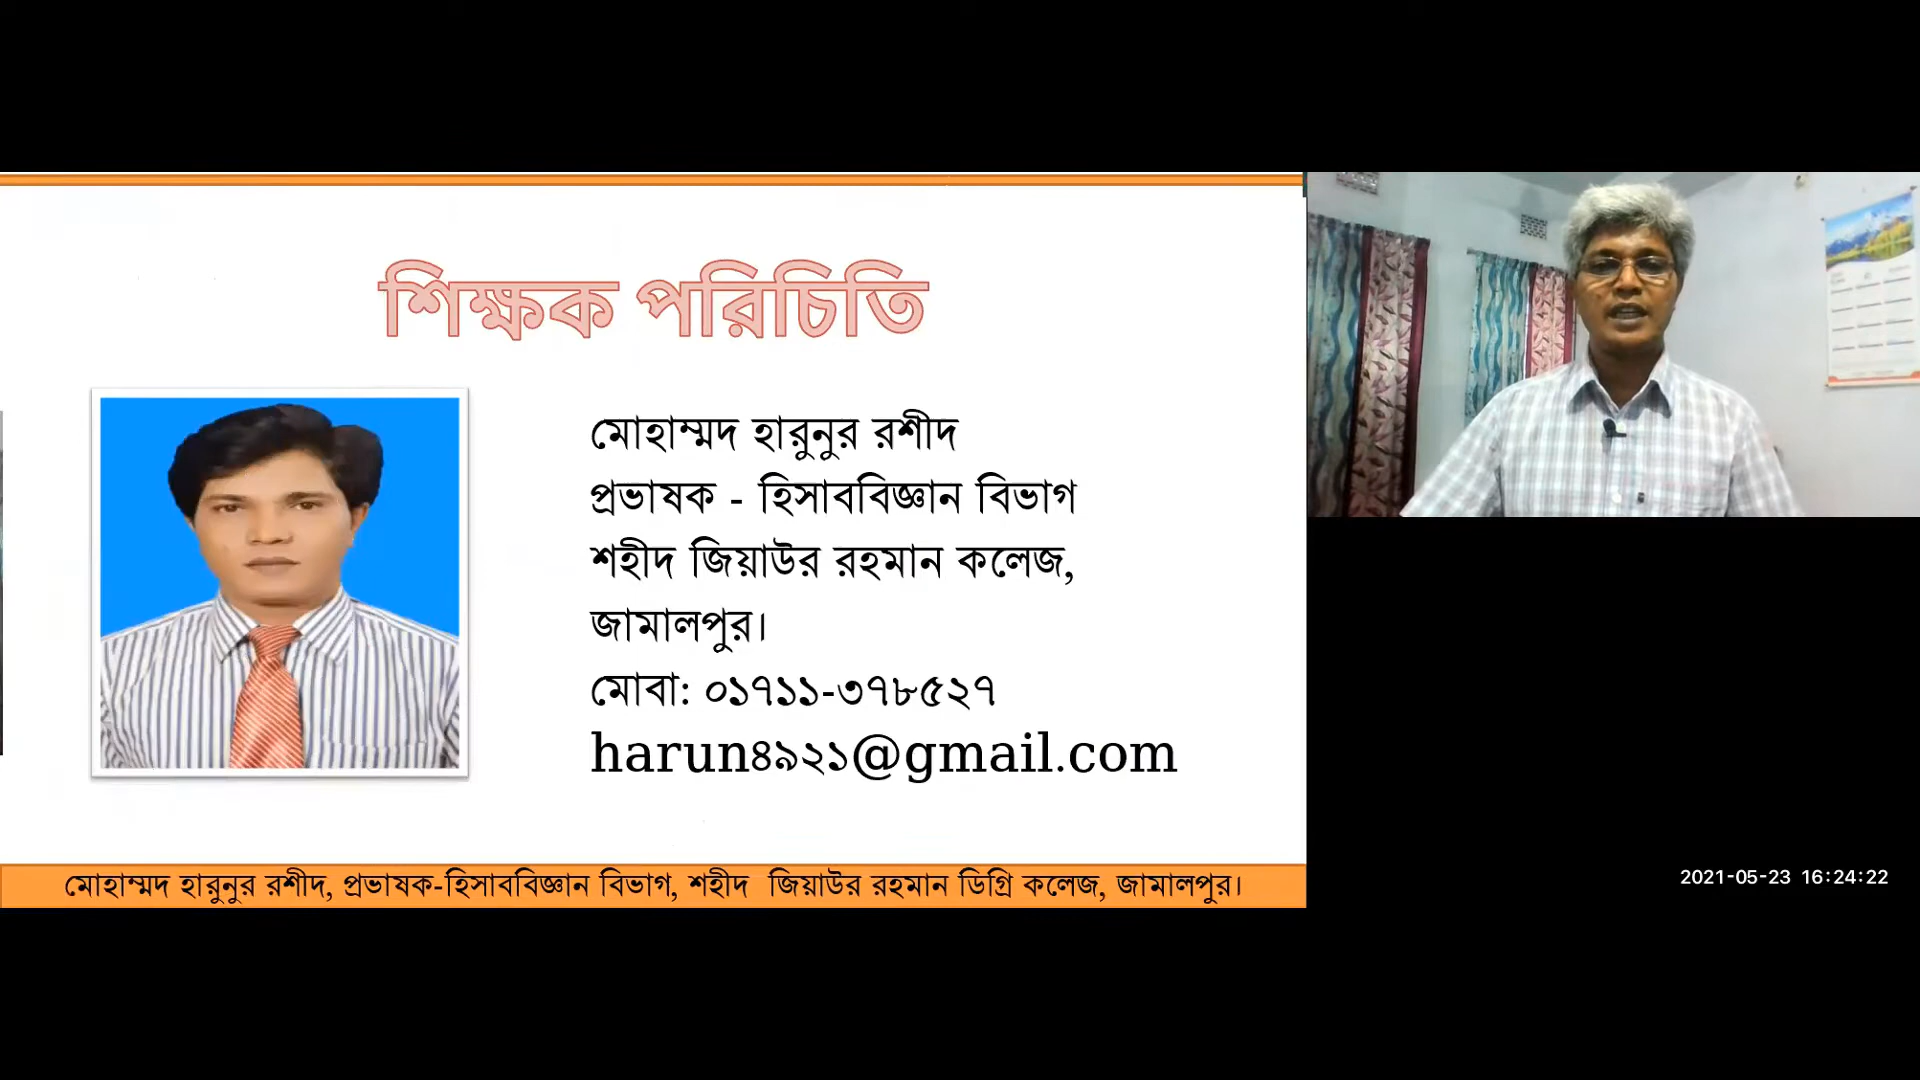 শিক্ষক পরিচিতি
মোহাম্মদ হারুনুর রশীদ
প্রভাষক - হিসাববিজ্ঞান বিভাগ
শহীদ জিয়াউর রহমান কলেজ,
জামালপুর।
মোবা: ০১৭১১-৩৭৮৫২৭
harun৪৯২১@gmail.com
মোহাম্মদ হারুনুর রশীদ, প্রভাষক-হিসাববিজ্ঞান বিভাগ, শহীদ জিয়াউর রহমান ডিগ্রি কলেজ, জামালপুর।
2021-05-23 16:24:22